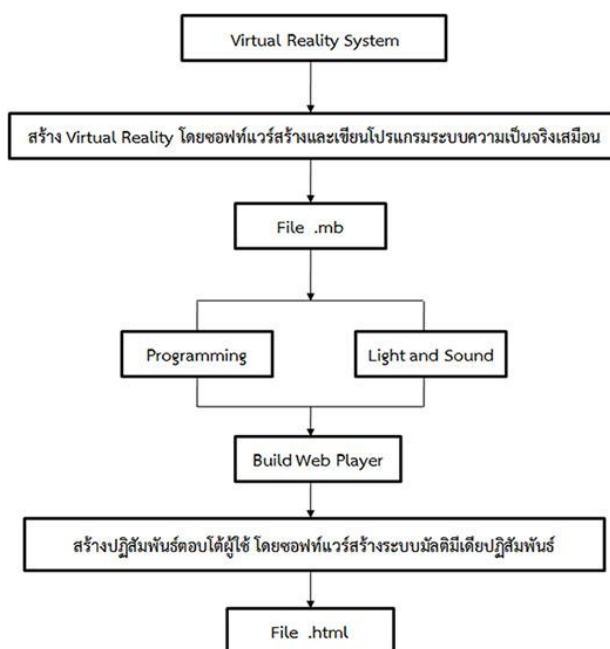 Virtual Reality System
สร้าง Virtual Reality โดยซอฟท์แวร์สร้างและเขียนโปรแกรมระบบความเป็นจริงเสมือน
File .mb
Programming
Light and Sound
Build Web Player
สร้างปฏิสัมพันธ์ตอบโต้ผู้ใช้ โดยซอฟท์แวร์สร้างระบบมัลติมีเดียปฏิสัมพันธ์
File .html